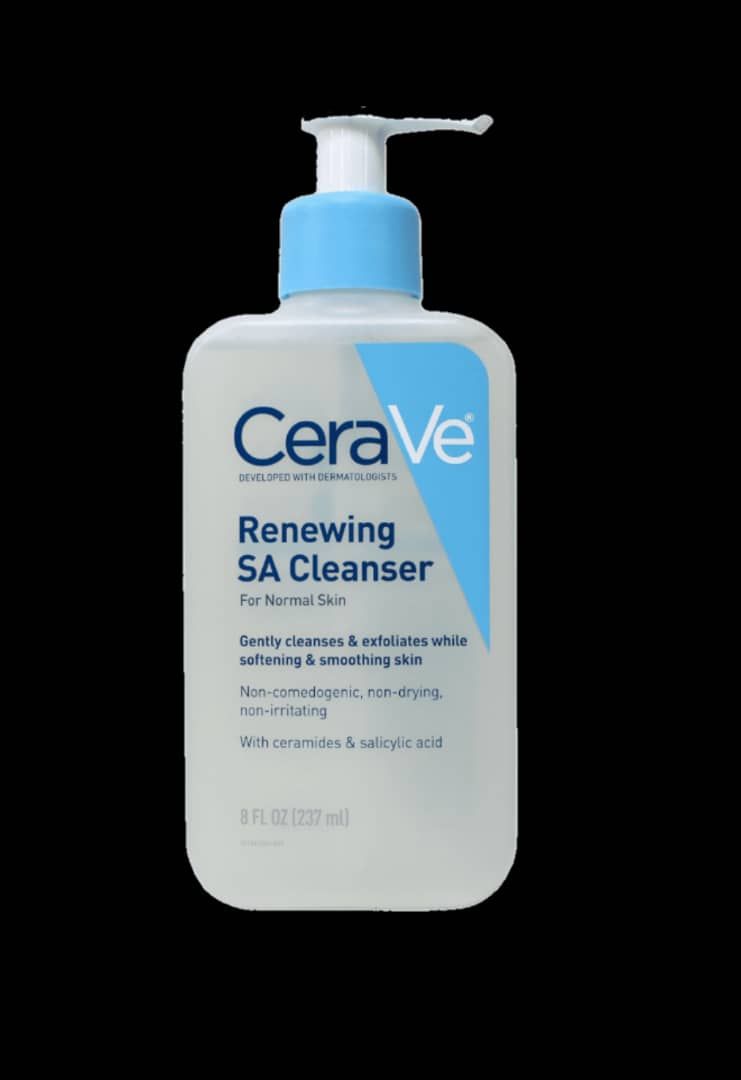 CeraVe®
DEVELOPED WITH DERMATOLOGISTS
Renewing
SA Cleanser
For Normal Skin
Gently cleanses & exfoliates while
softening & smoothing skin
Non-comedogenic, non-drying,
non-irritating
With ceramides & salicylic acid
8 FL OZ (237 ml)